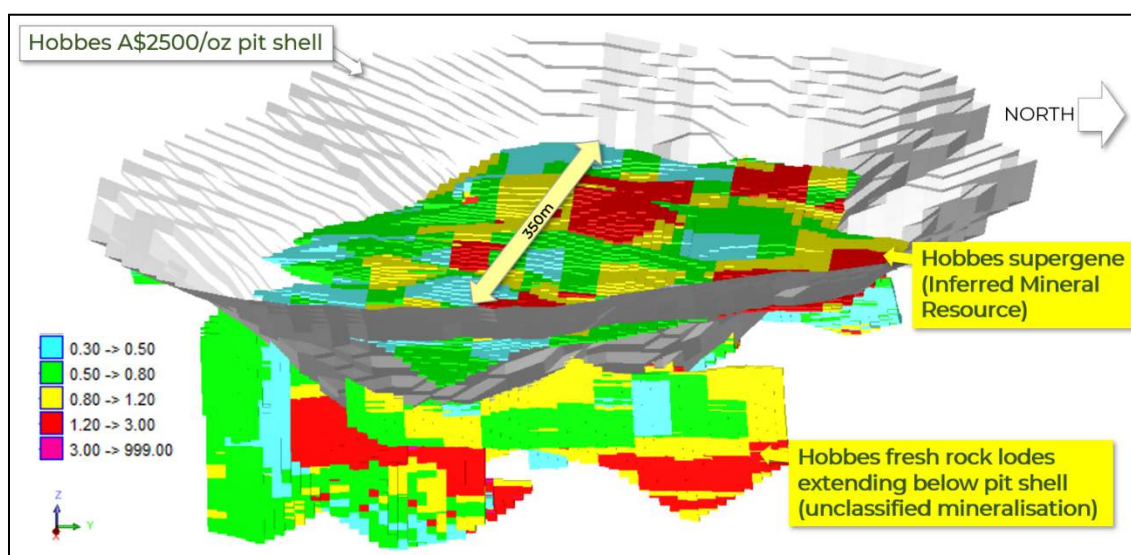 Hobbes A$2500/oz pit shell
NORTH
350m
Hobbes supergene
(Inferred Mineral
Resource)
0.30 -> 0.50
0.50 -> 0.80
0.80 -> 1.20
1.20 -> 3.00
3.00 -> 999.00
Hobbes fresh rock lodes
extending below pit shell
(unclassified mineralisation)
Z
Y
X